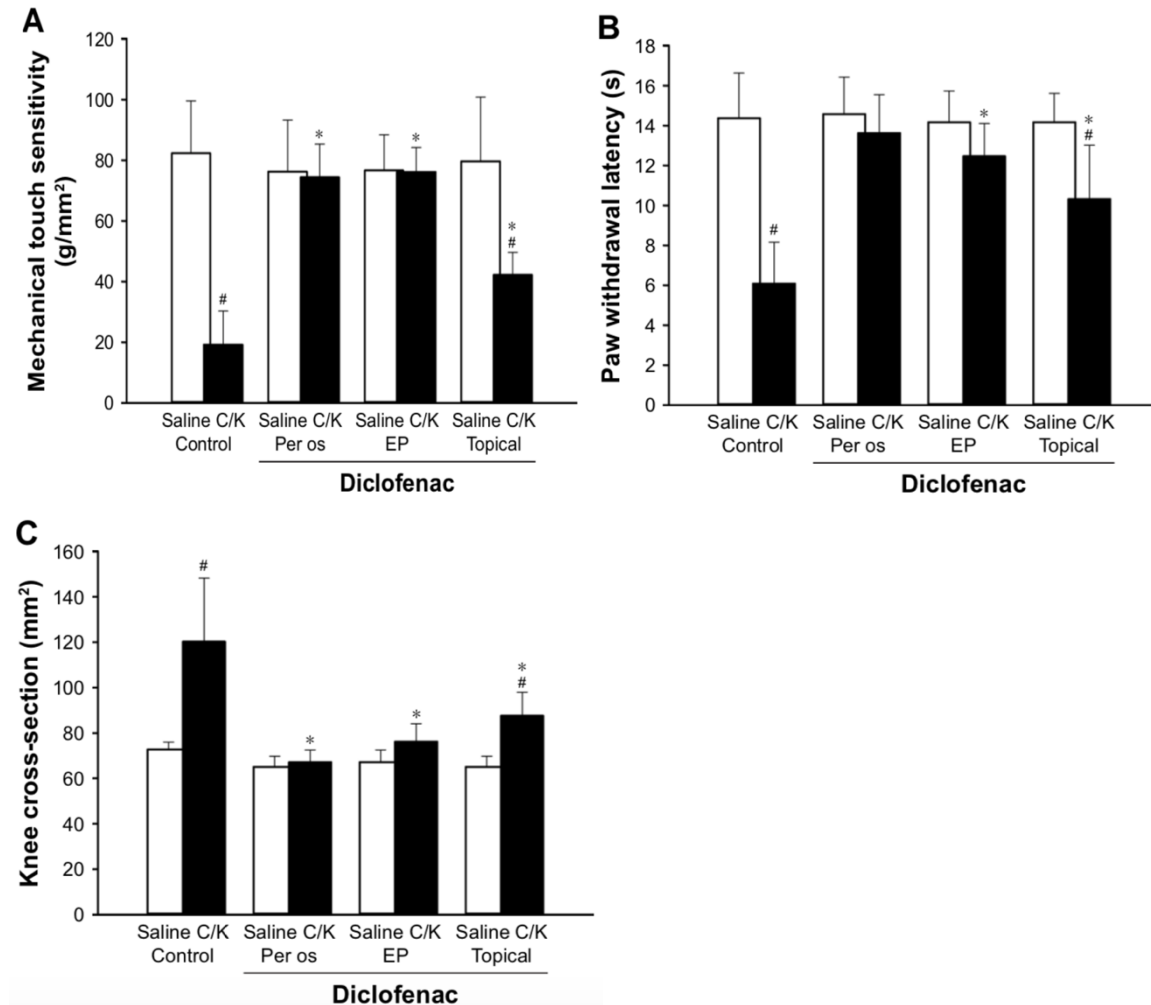 A
120
100
80
60
40
20
0
Mechanical touch sensitivity
(g/mm²)
#
*
*
*
#
Saline C/K Saline C/K Saline C/K Saline C/K
Control Per os EP Topical
Diclofenac
B
18
16
14
12
10
8
6
4
2
0
Paw withdrawal latency (s)
#
*
*
#
Saline C/K Saline C/K Saline C/K Saline C/K
Control Per os EP Topical
Diclofenac
C
160
140
120
100
80
60
40
20
0
Knee cross-section (mm²)
#
*
*
*
#
Saline C/K Saline C/K Saline C/K Saline C/K
Control Per os EP Topical
Diclofenac